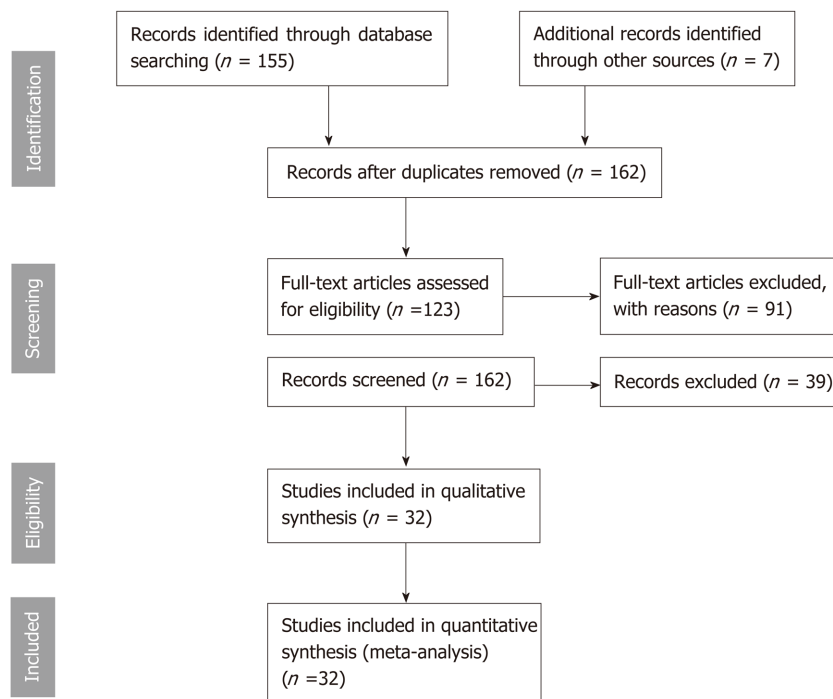 Records identified through database
searching (n = 155)
Additional records identified
through other sources (n = 7)
Identification
Records after duplicates removed (n = 162)
Full-text articles assessed
for eligibility (n =123)
Full-text articles excluded,
with reasons (n = 91)
Screening
Records screened (n = 162)
Records excluded (n = 39)
Eligibility
Studies included in qualitative
synthesis (n = 32)
Included
Studies included in quantitative
synthesis (meta-analysis)
(n =32)